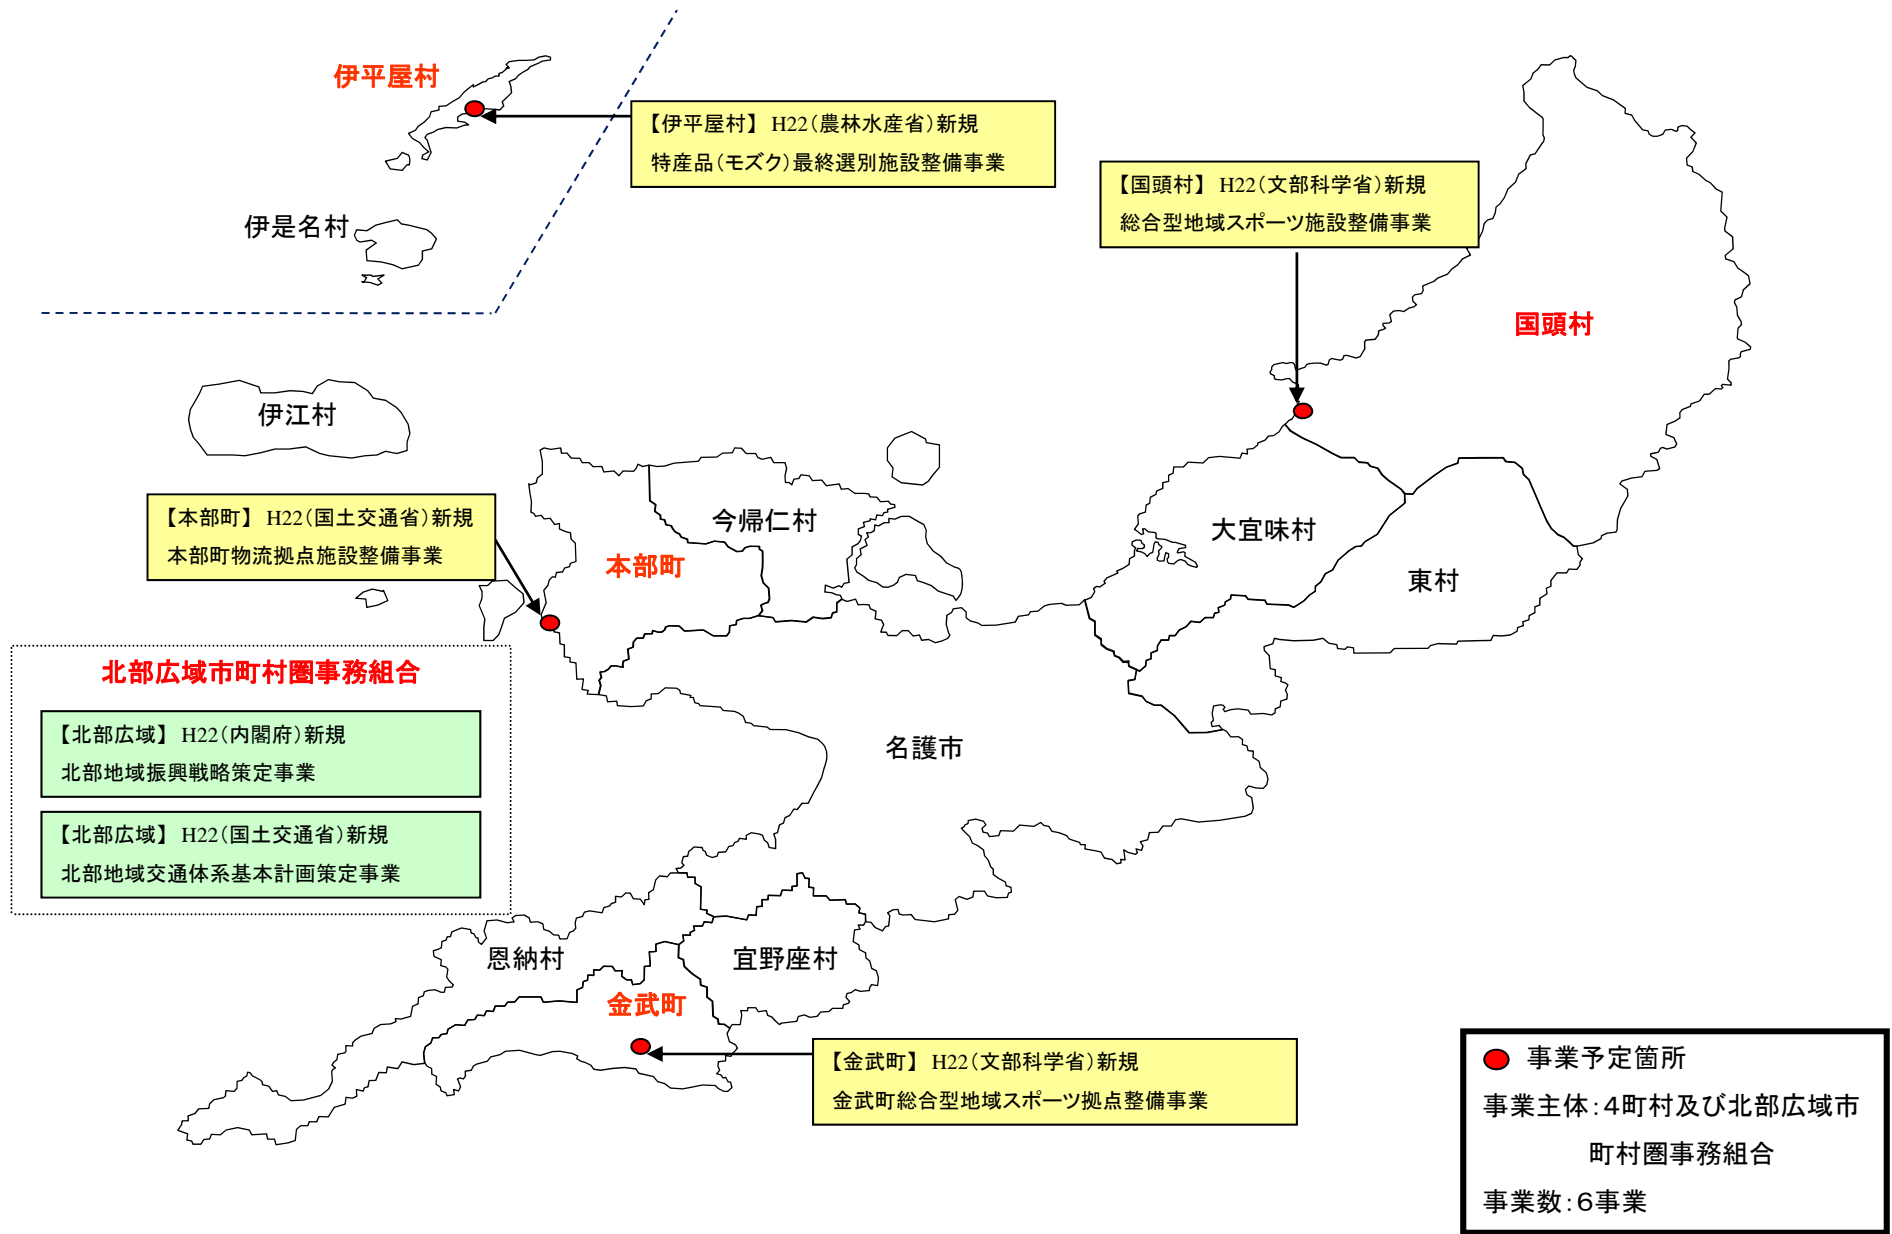 伊平屋村
【伊平屋村】 H22（農林水産省）新規
特産品（モズク）最終選別施設整備事業
【国頭村】 H22（文部科学省）新規
総合型地域スポーツ施設整備事業
伊是名村
国頭村
伊江村
【本部町】 H22（国土交通省）新規
本部町物流拠点施設整備事業
今帰仁村
本部町
大宜味村
東村
北部広域市町村圏事務組合
【北部広域】 H22（内閣府）新規
北部地域振興戦略策定事業
【北部広域】 H22（国土交通省）新規
北部地域交通体系基本計画策定事業
名護市
恩納村
宜野座村
金武町
【金武町】 H22（文部科学省）新規
金武町総合型地域スポーツ拠点整備事業
事業予定箇所
事業主体：４町村及び北部広域市
町村圏事務組合
事業数：６事業